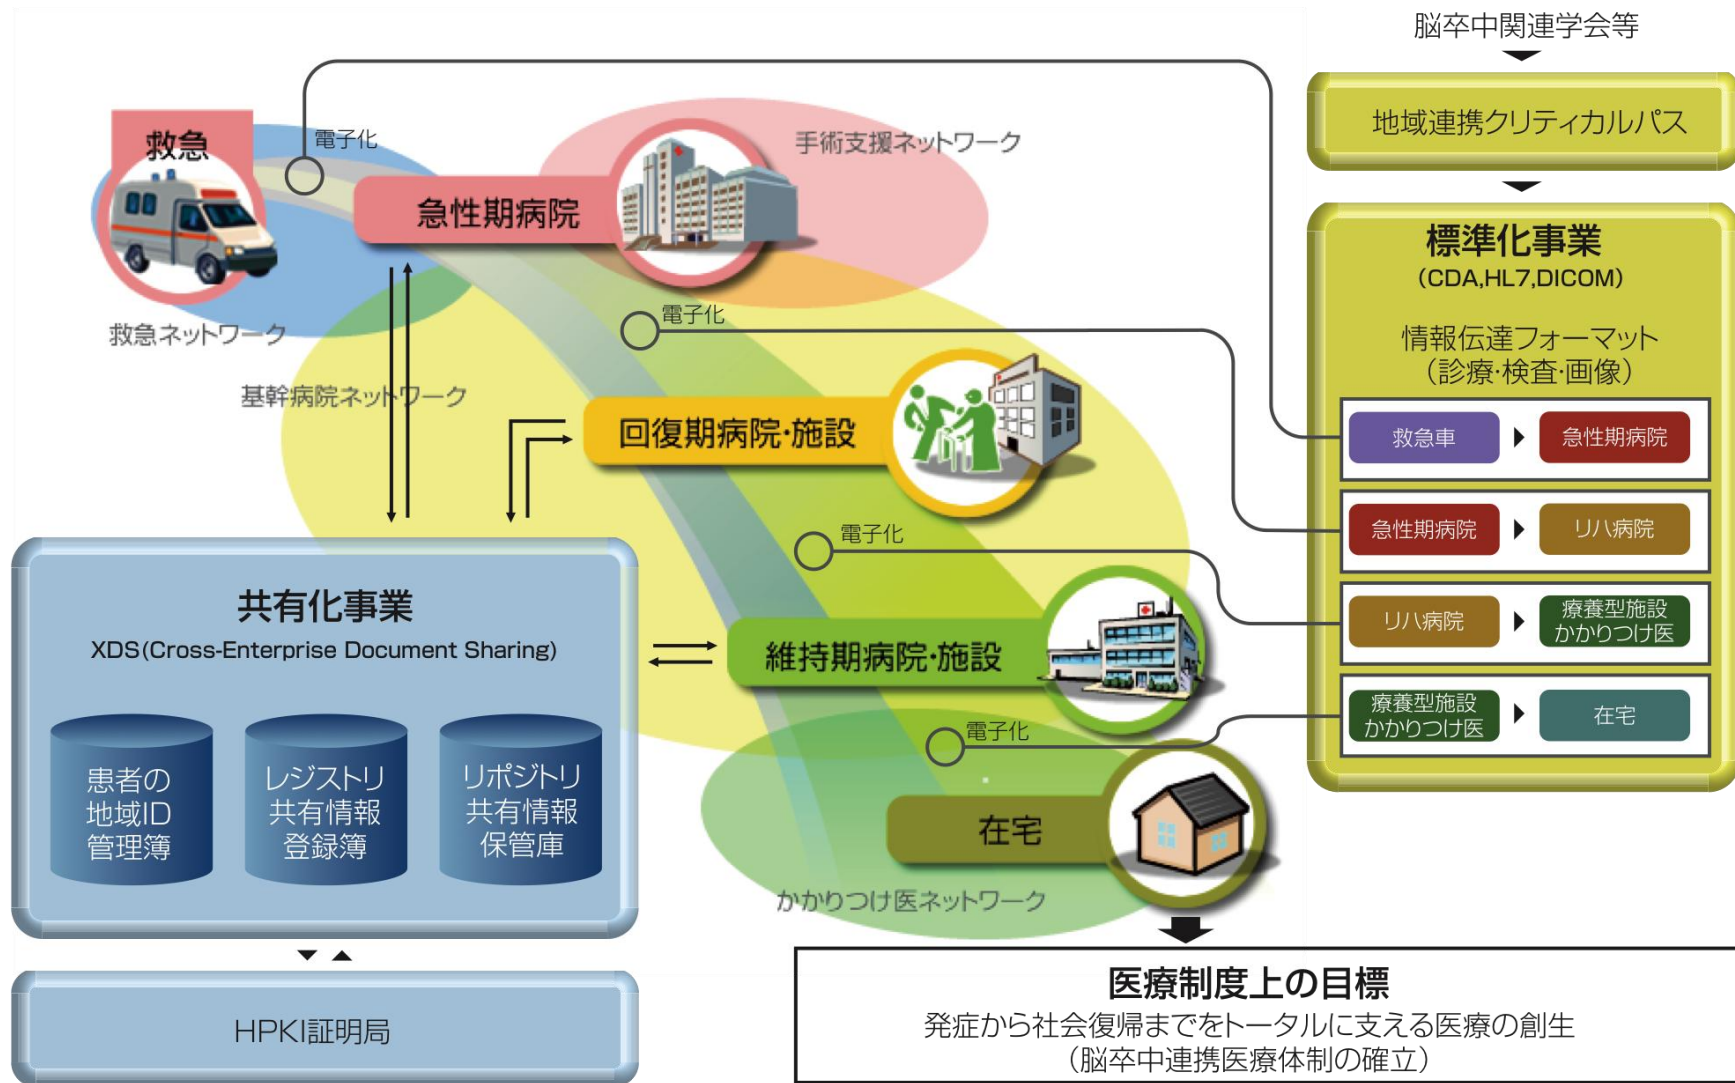 脳卒中関連学会等
地域連携クリティカルパス
標準化事業
(CDA,HL7,DICOM)
情報伝達フォーマット
(診療・検査・画像)
救急車
急性期病院
急性期病院
リハ病院
リハ病院
療養型施設
かかりつけ医
療養型施設
かかりつけ医
在宅
救急
電子化
手術支援ネットワーク
急性期病院
救急ネットワーク
電子化
基幹病院ネットワーク
回復期病院・施設
電子化
維持期病院・施設
電子化
在宅
かかりつけ医ネットワーク
共有化事業
XDS(Cross-Enterprise Document Sharing)
患者の
地域ID
管理簿
レジストリ
共有情報
登録簿
リポジトリ
共有情報
保管庫
HPKI証明局
医療制度上の目標
発症から社会復帰までをトータルに支える医療の創生
(脳卒中連携医療体制の確立)